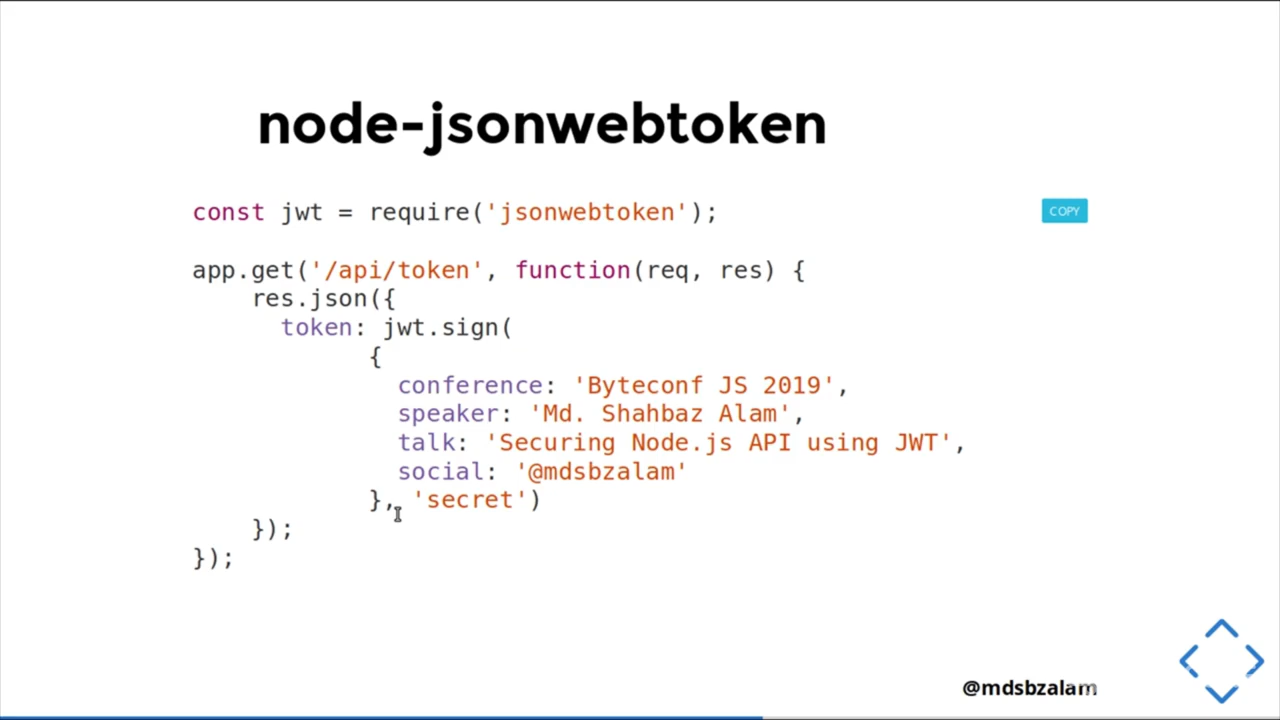 node-jsonwebtoken
const jwt = require('jsonwebtoken');
COPY
app.get('/api/token', function(req, res) {
res.json({
token: jwt.sign(
{
conference: 'Byteconf JS 2019',
speaker: 'Md. Shahbaz Alam',
talk: 'Securing Node.js API using JWT',
social: '@mdsbzalam'
}, 'secret')
});
});
@mdsbzalam